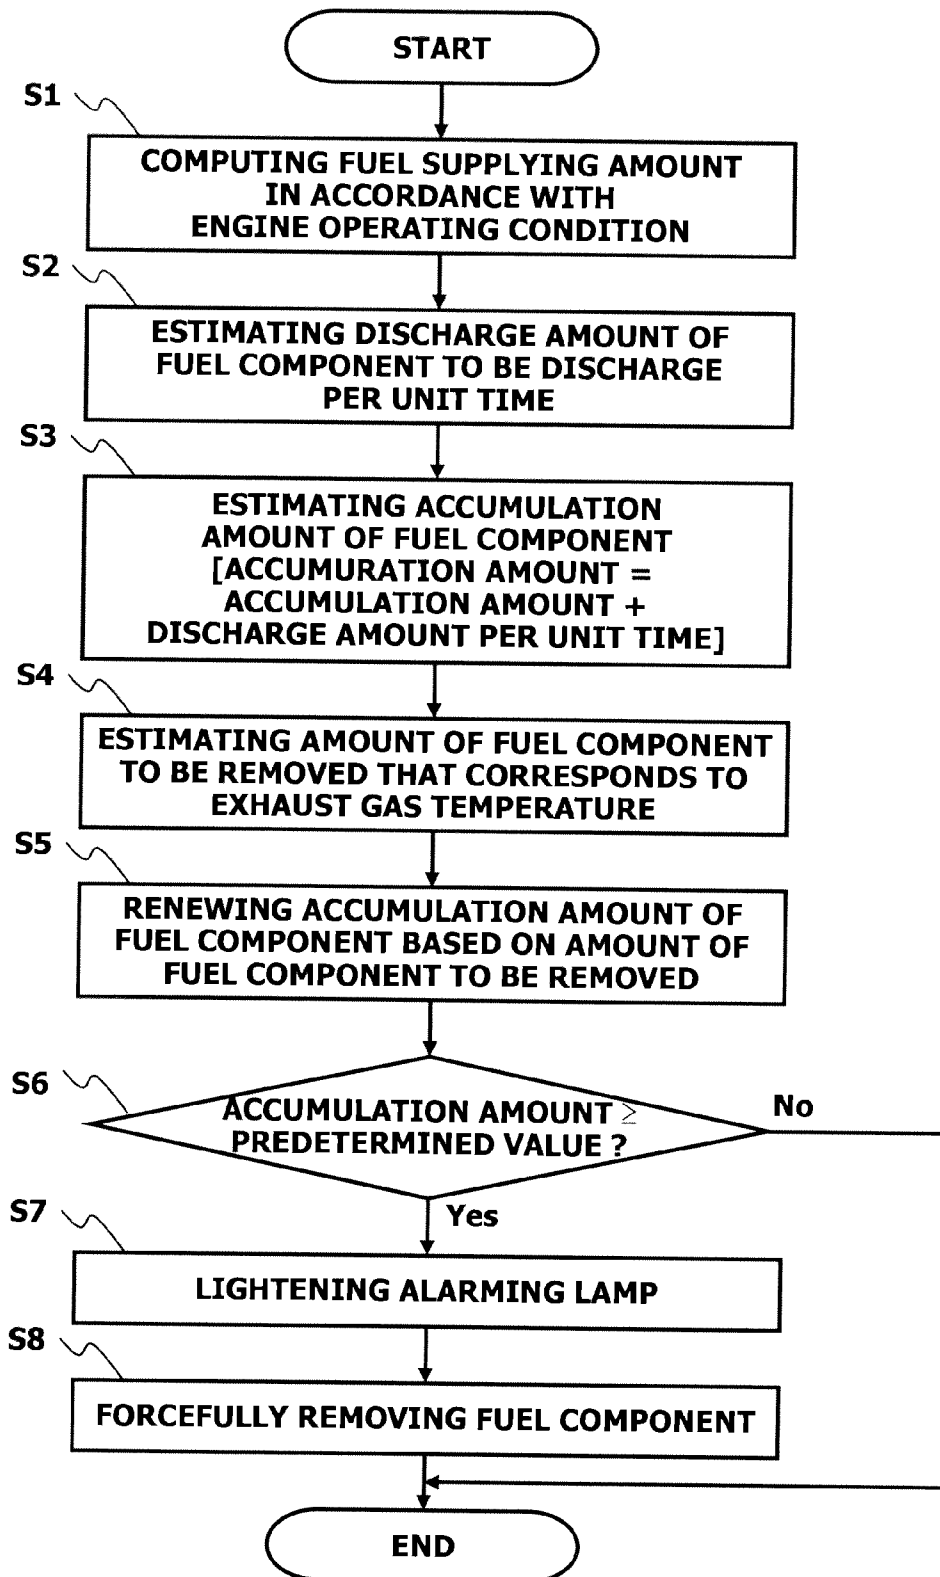 START
S1
COMPUTING FUEL SUPPLYING AMOUNT
IN ACCORDANCE WITH
ENGINE OPERATING CONDITION
S2
ESTIMATING DISCHARGE AMOUNT OF
FUEL COMPONENT TO BE DISCHARGE
PER UNIT TIME
S3
ESTIMATING ACCUMULATION
AMOUNT OF FUEL COMPONENT
[ACCUMURATION AMOUNT =
ACCUMULATION AMOUNT +
DISCHARGE AMOUNT PER UNIT TIME]
S4
ESTIMATING AMOUNT OF FUEL COMPONENT
TO BE REMOVED THAT CORRESPONDS TO
EXHAUST GAS TEMPERATURE
S5
RENEWING ACCUMULATION AMOUNT OF
FUEL COMPONENT BASED ON AMOUNT OF
FUEL COMPONENT TO BE REMOVED
S6
ACCUMULATION AMOUNT ≥
PREDETERMINED VALUE ?
No
Yes
S7
LIGHTENING ALARMING LAMP
S8
FORCEFULLY REMOVING FUEL COMPONENT
END